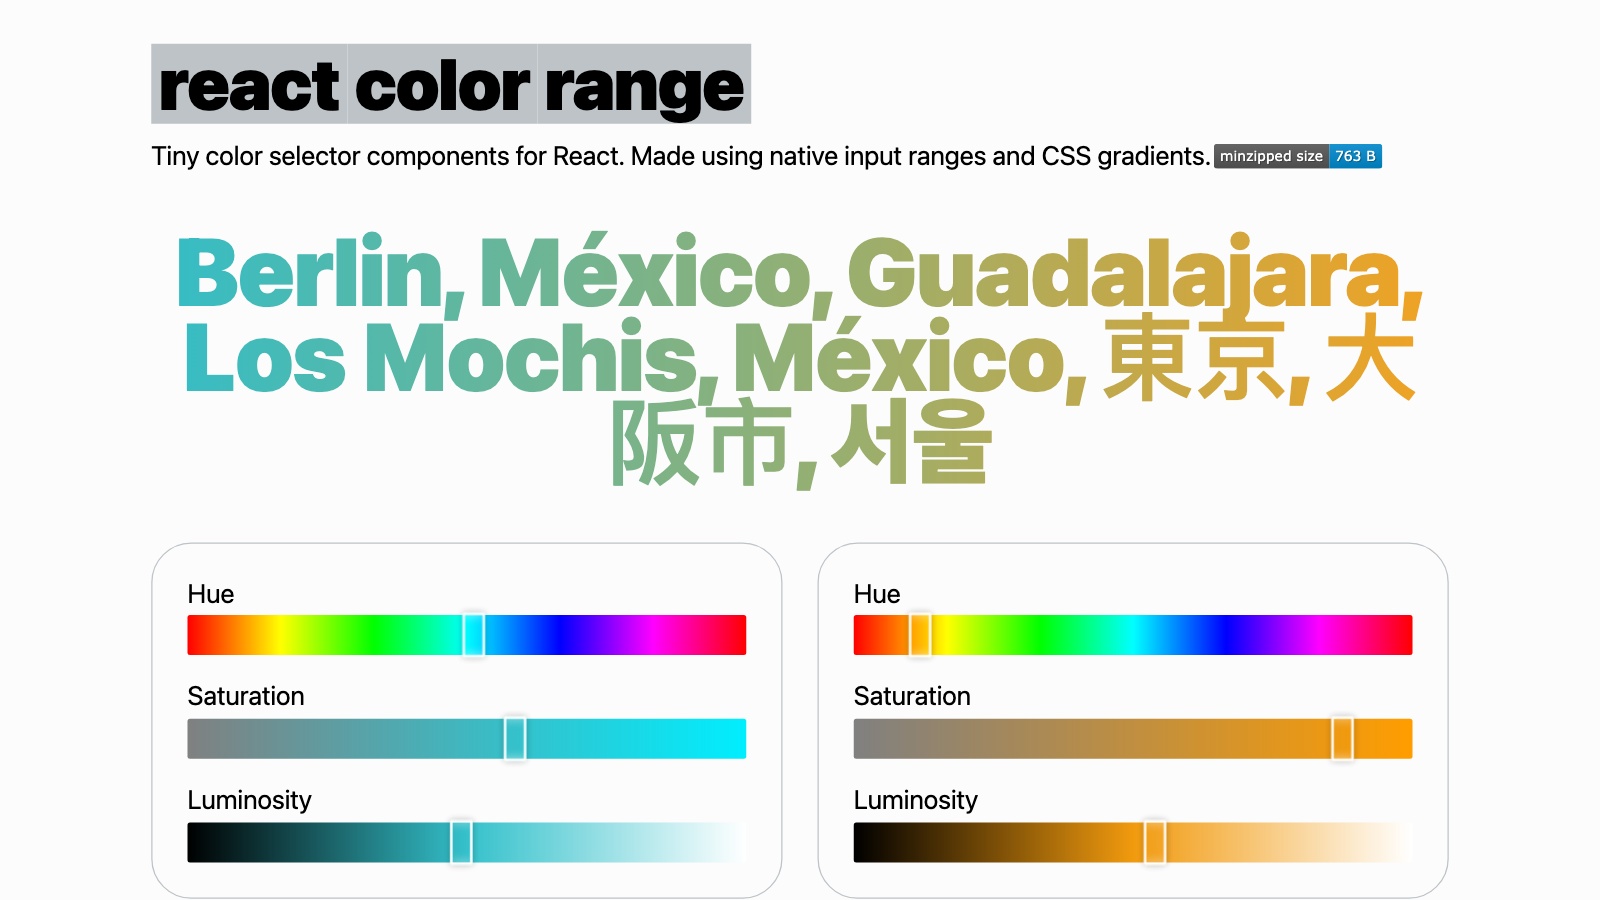 react color range
Tiny color selector components for React. Made using native input ranges and CSS gradients. minzipped size 763 B
Berlin, México, Guadalajara,
Los Mochis, México, 東京, 大
阪市, 서울
Hue
Saturation
Luminosity
Hue
Saturation
Luminosity